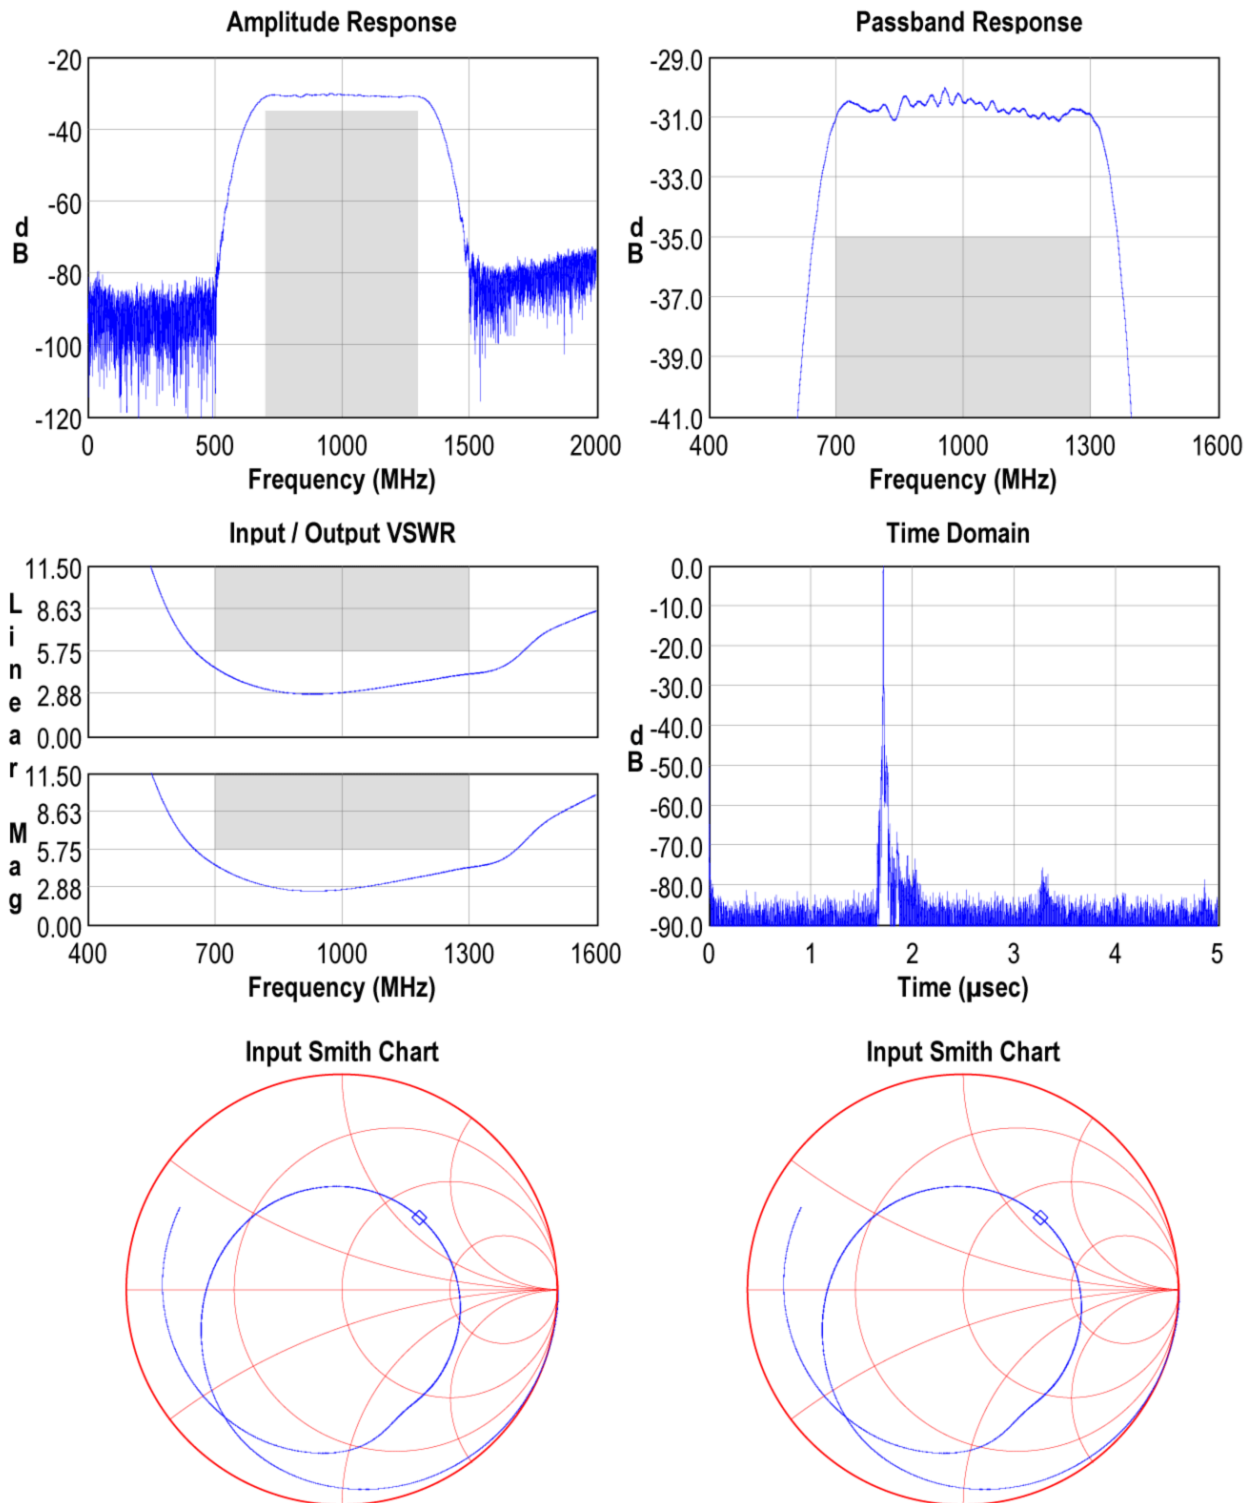 Amplitude Response
-20
-40
-60
-80
-100
-120
d
B
0 500 1000 1500 2000
Frequency (MHz)
Passband Response
-29.0
-31.0
-33.0
-35.0
-37.0
-39.0
-41.0
d
B
400 700 1000 1300 1600
Frequency (MHz)
Input / Output VSWR
L
i
n
e
a
r
M
a
g
11.50
8.63
5.75
2.88
0.00
11.50
8.63
5.75
2.88
0.00
400 700 1000 1300 1600
Frequency (MHz)
Time Domain
0.0
-10.0
-20.0
-30.0
-40.0
-50.0
-60.0
-70.0
-80.0
-90.0
d
B
0 1 2 3 4 5
Time (µsec)
Input Smith Chart
Input Smith Chart